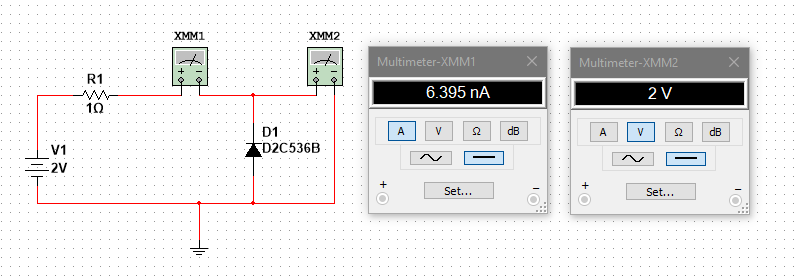 XMM1
XMM2
R1
1Ω
V1
2V
D1
D2C536B
+ −
+ −
Multimeter-XMM1
6.395 nA
A V Ω dB
Set...
+ −
Multimeter-XMM2
2 V
A V Ω dB
Set...
+ −